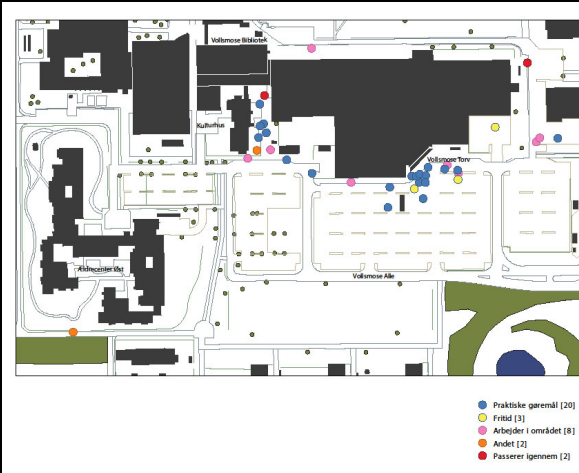 Vollsmose Bibliotek
Kulturhus
Vollsmose Torv
Ældrecenter Øst
Vollsmose Alle
Praktiske gøremål [20]
Fritid [3]
Arbejder i området [8]
Andet [2]
Passerer igennem [2]